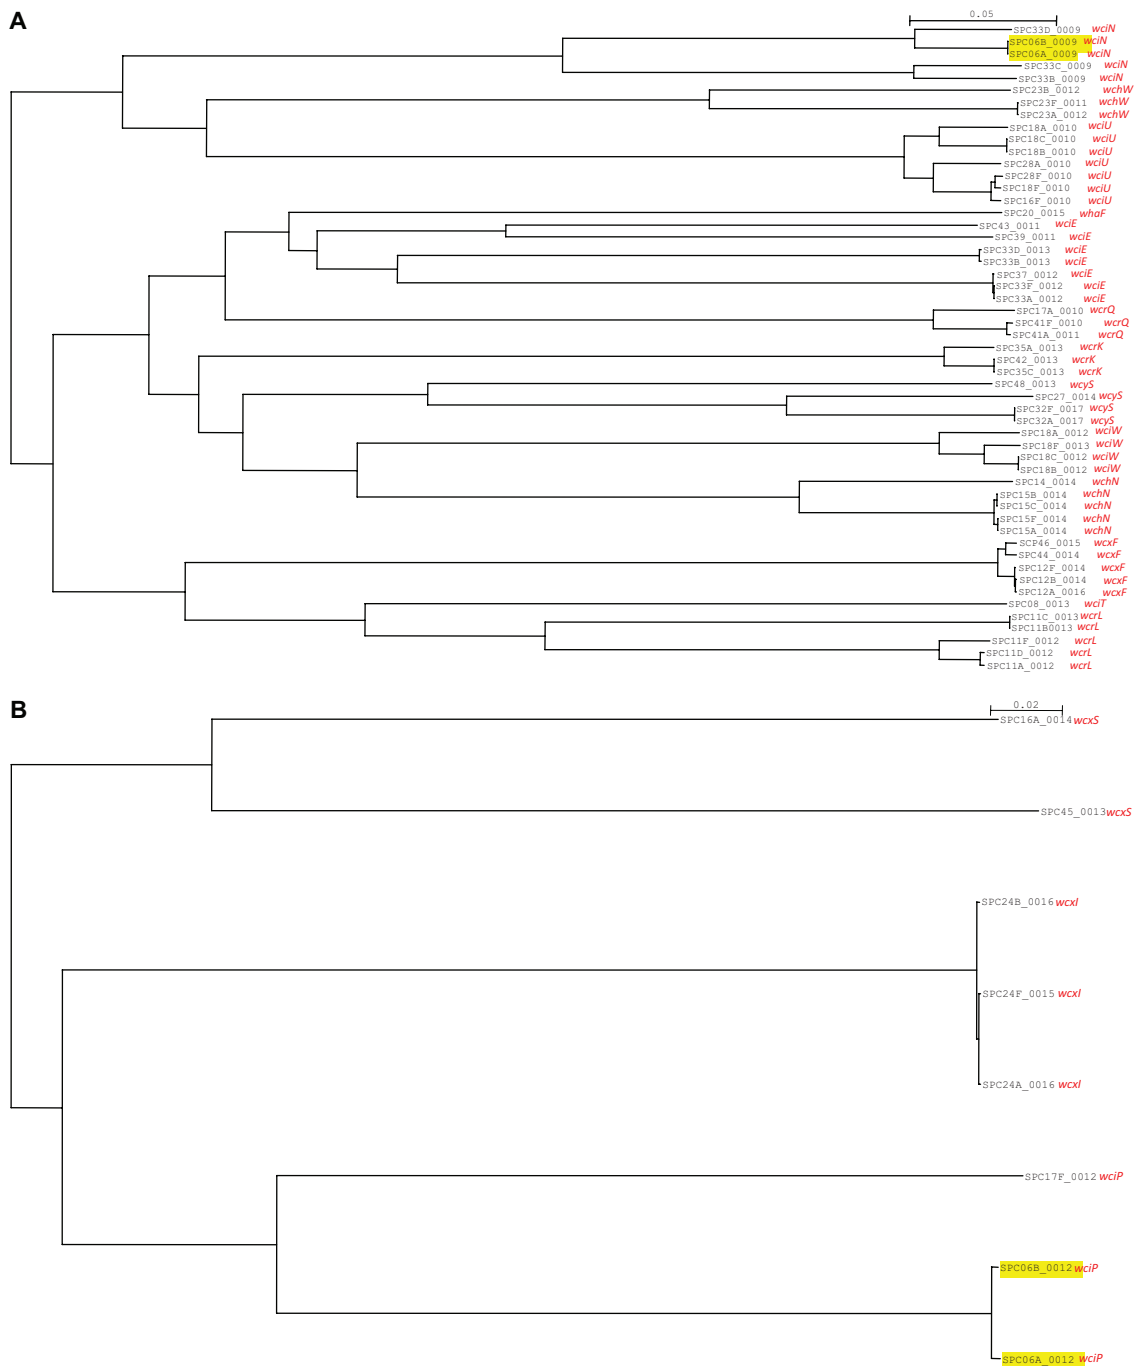 A
0.05
SPC33D_0009 wciN
SPC06B_0009 wciN
SPC06A_0009 wciN
SPC33C_0009 wciN
SPC33B_0009 wciN
SPC23B_0012 wchW
SPC23F_0011 wchW
SPC23A_0012 wchW
SPC18A_0010 wciU
SPC18C_0010 wciU
SPC18B_0010 wciU
SPC28A_0010 wciU
SPC28F_0010 wciU
SPC18F_0010 wciU
SPC16F_0010 wciU
SPC20_0015 whaF
SPC43_0011 wciE
SPC39_0011 wciE
SPC33D_0013 wciE
SPC33B_0013 wciE
SPC37_0012 wciE
SPC33F_0012 wciE
SPC33A_0012 wciE
SPC17A_0010 wcrQ
SPC41F_0010 wcrQ
SPC41A_0011 wcrQ
SPC35A_0013 wcrK
SPC42_0013 wcrK
SPC35C_0013 wcrK
SPC48_0013 wcyS
SPC27_0014 wcyS
SPC32F_0017 wcyS
SPC32A_0017 wcyS
SPC18A_0012 wciW
SPC18F_0013 wciW
SPC18C_0012 wciW
SPC18B_0012 wciW
SPC14_0014 wchN
SPC15B_0014 wchN
SPC15C_0014 wchN
SPC15F_0014 wchN
SPC15A_0014 wchN
SCP46_0015 wcxF
SPC44_0014 wcxF
SPC12F_0014 wcxF
SPC12B_0014 wcxF
SPC12A_0016 wcxF
SPC08_0013 wciT
SPC11C_0013 wcrL
SPC11B0013 wcrL
SPC11F_0012 wcrL
SPC11D_0012 wcrL
SPC11A_0012 wcrL
B
0.02
SPC16A_0014 wcxS
SPC45_0013 wcxS
SPC24B_0016 wcxI
SPC24F_0015 wcxI
SPC24A_0016 wcxI
SPC17F_0012 wciP
SPC06B_0012 wciP
SPC06A_0012 wciP